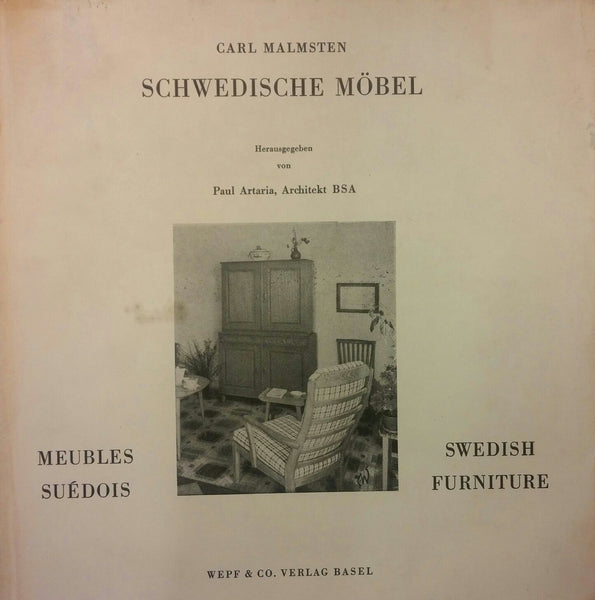 CARL MALMSTEN
SCHWEDISCHE MÖBEL
Herausgegeben
von
Paul Artaria, Architekt BSA
MEUBLES
SUÉDOIS
SWEDISH
FURNITURE
WEPF & CO. VERLAG BASEL